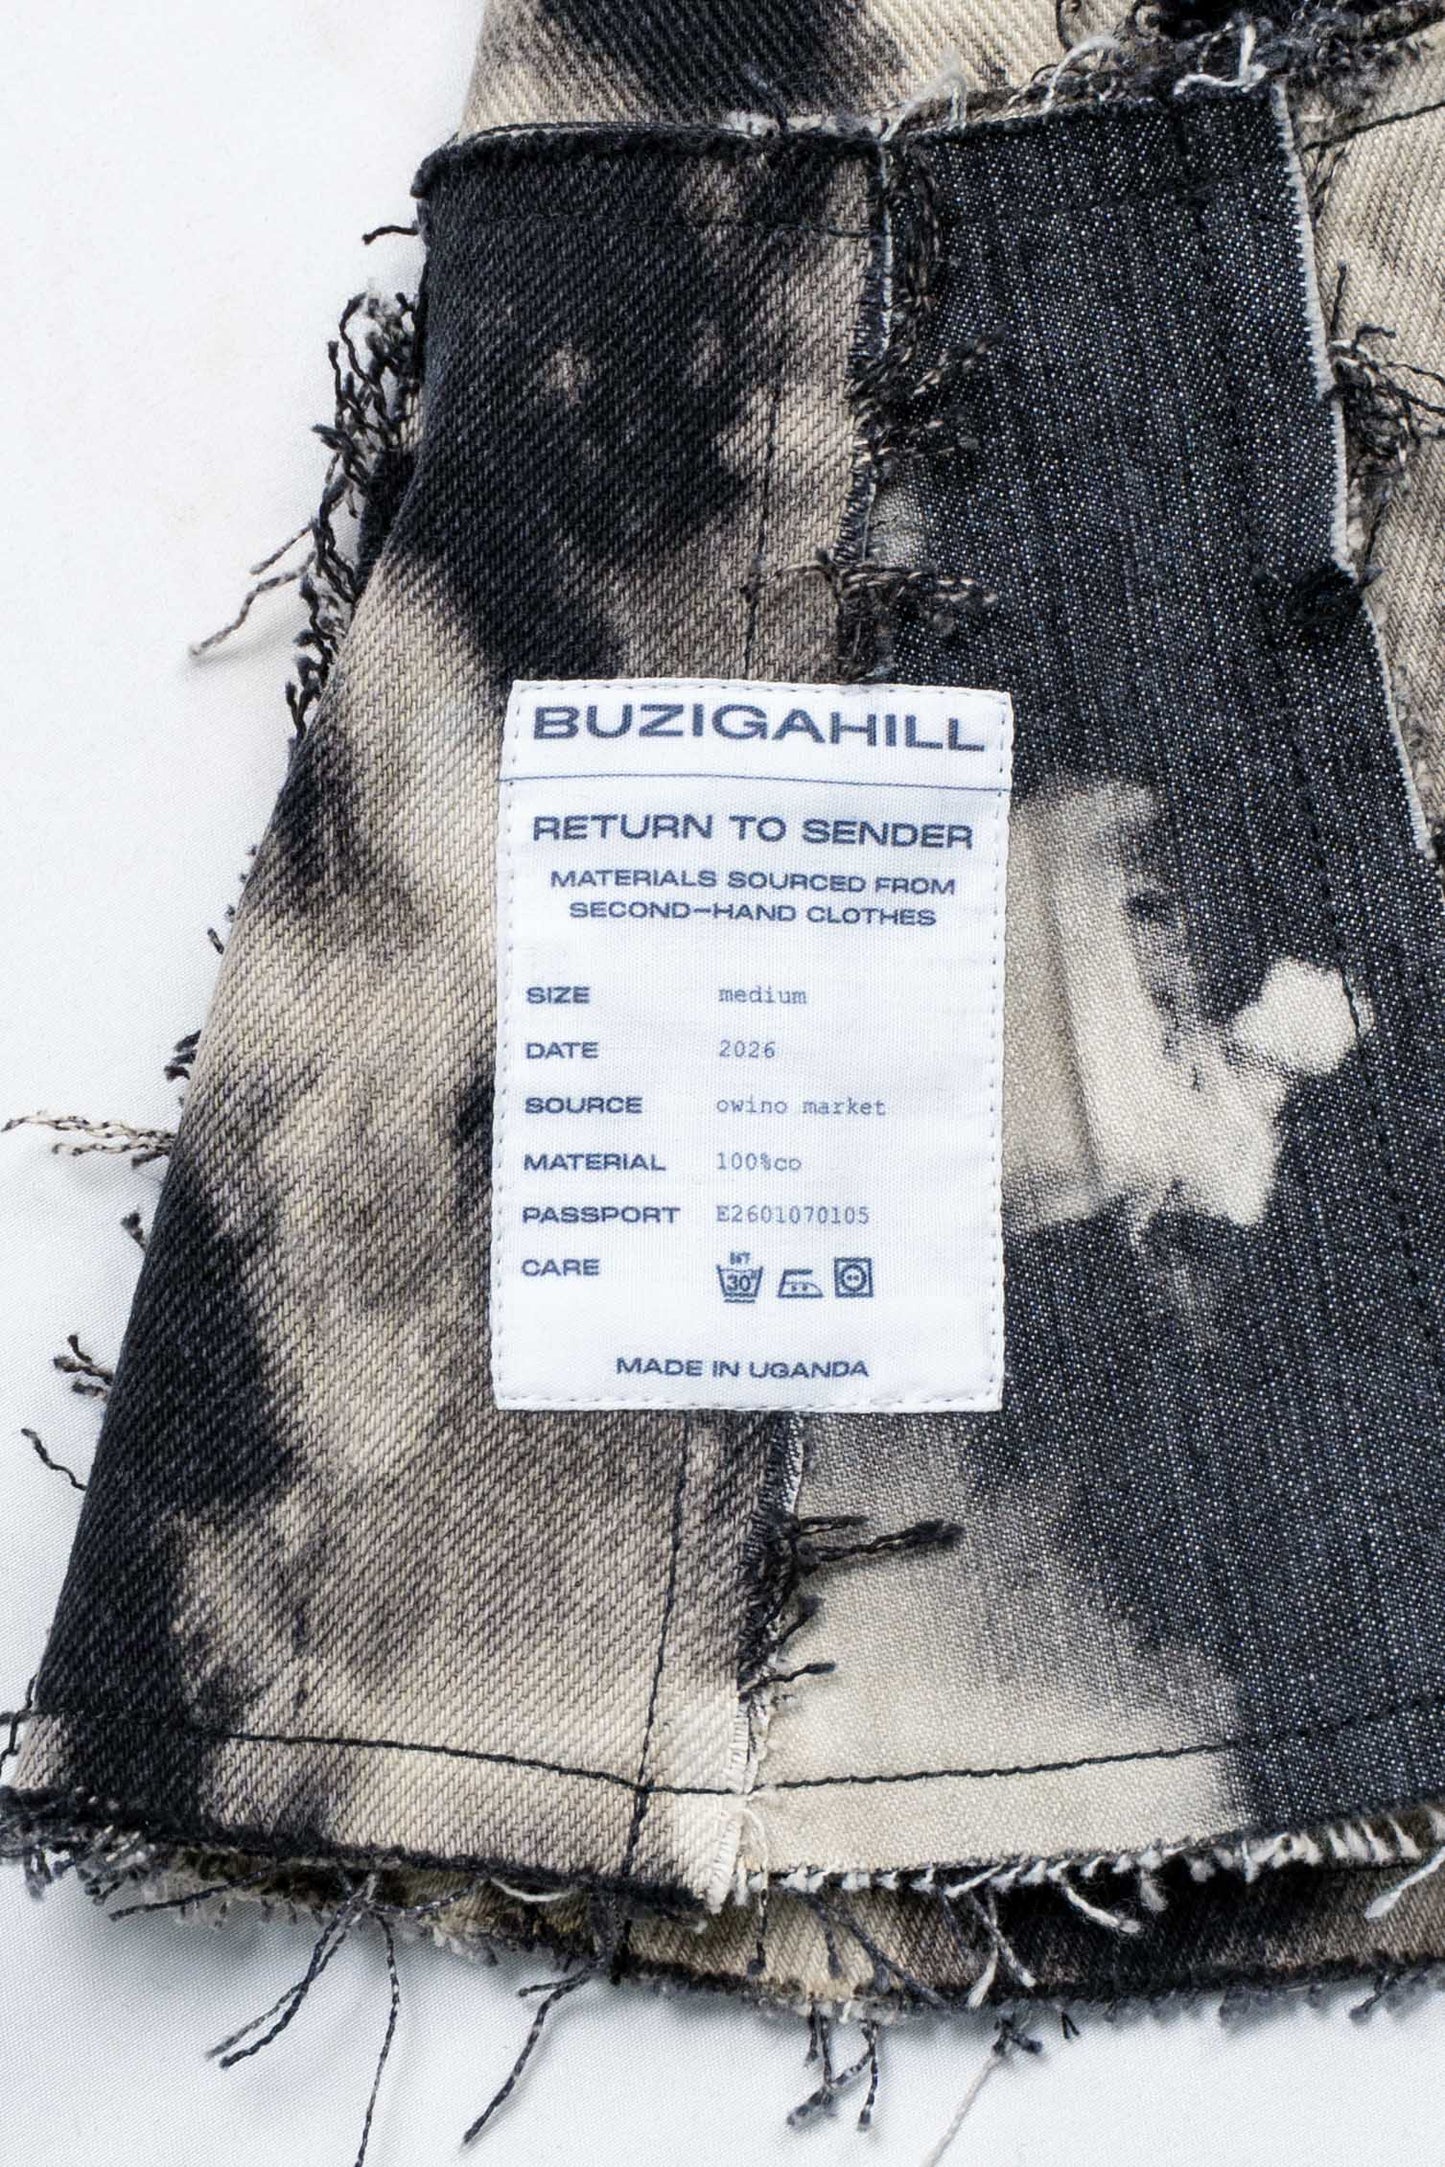 BUZIGAHILL
RETURN TO SENDER
MATERIALS SOURCED FROM
SECOND-HAND CLOTHES
SIZE medium
DATE 2026
SOURCE owino market
MATERIAL 100%co
PASSPORT E2601070105
CARE 30°
MADE IN UGANDA